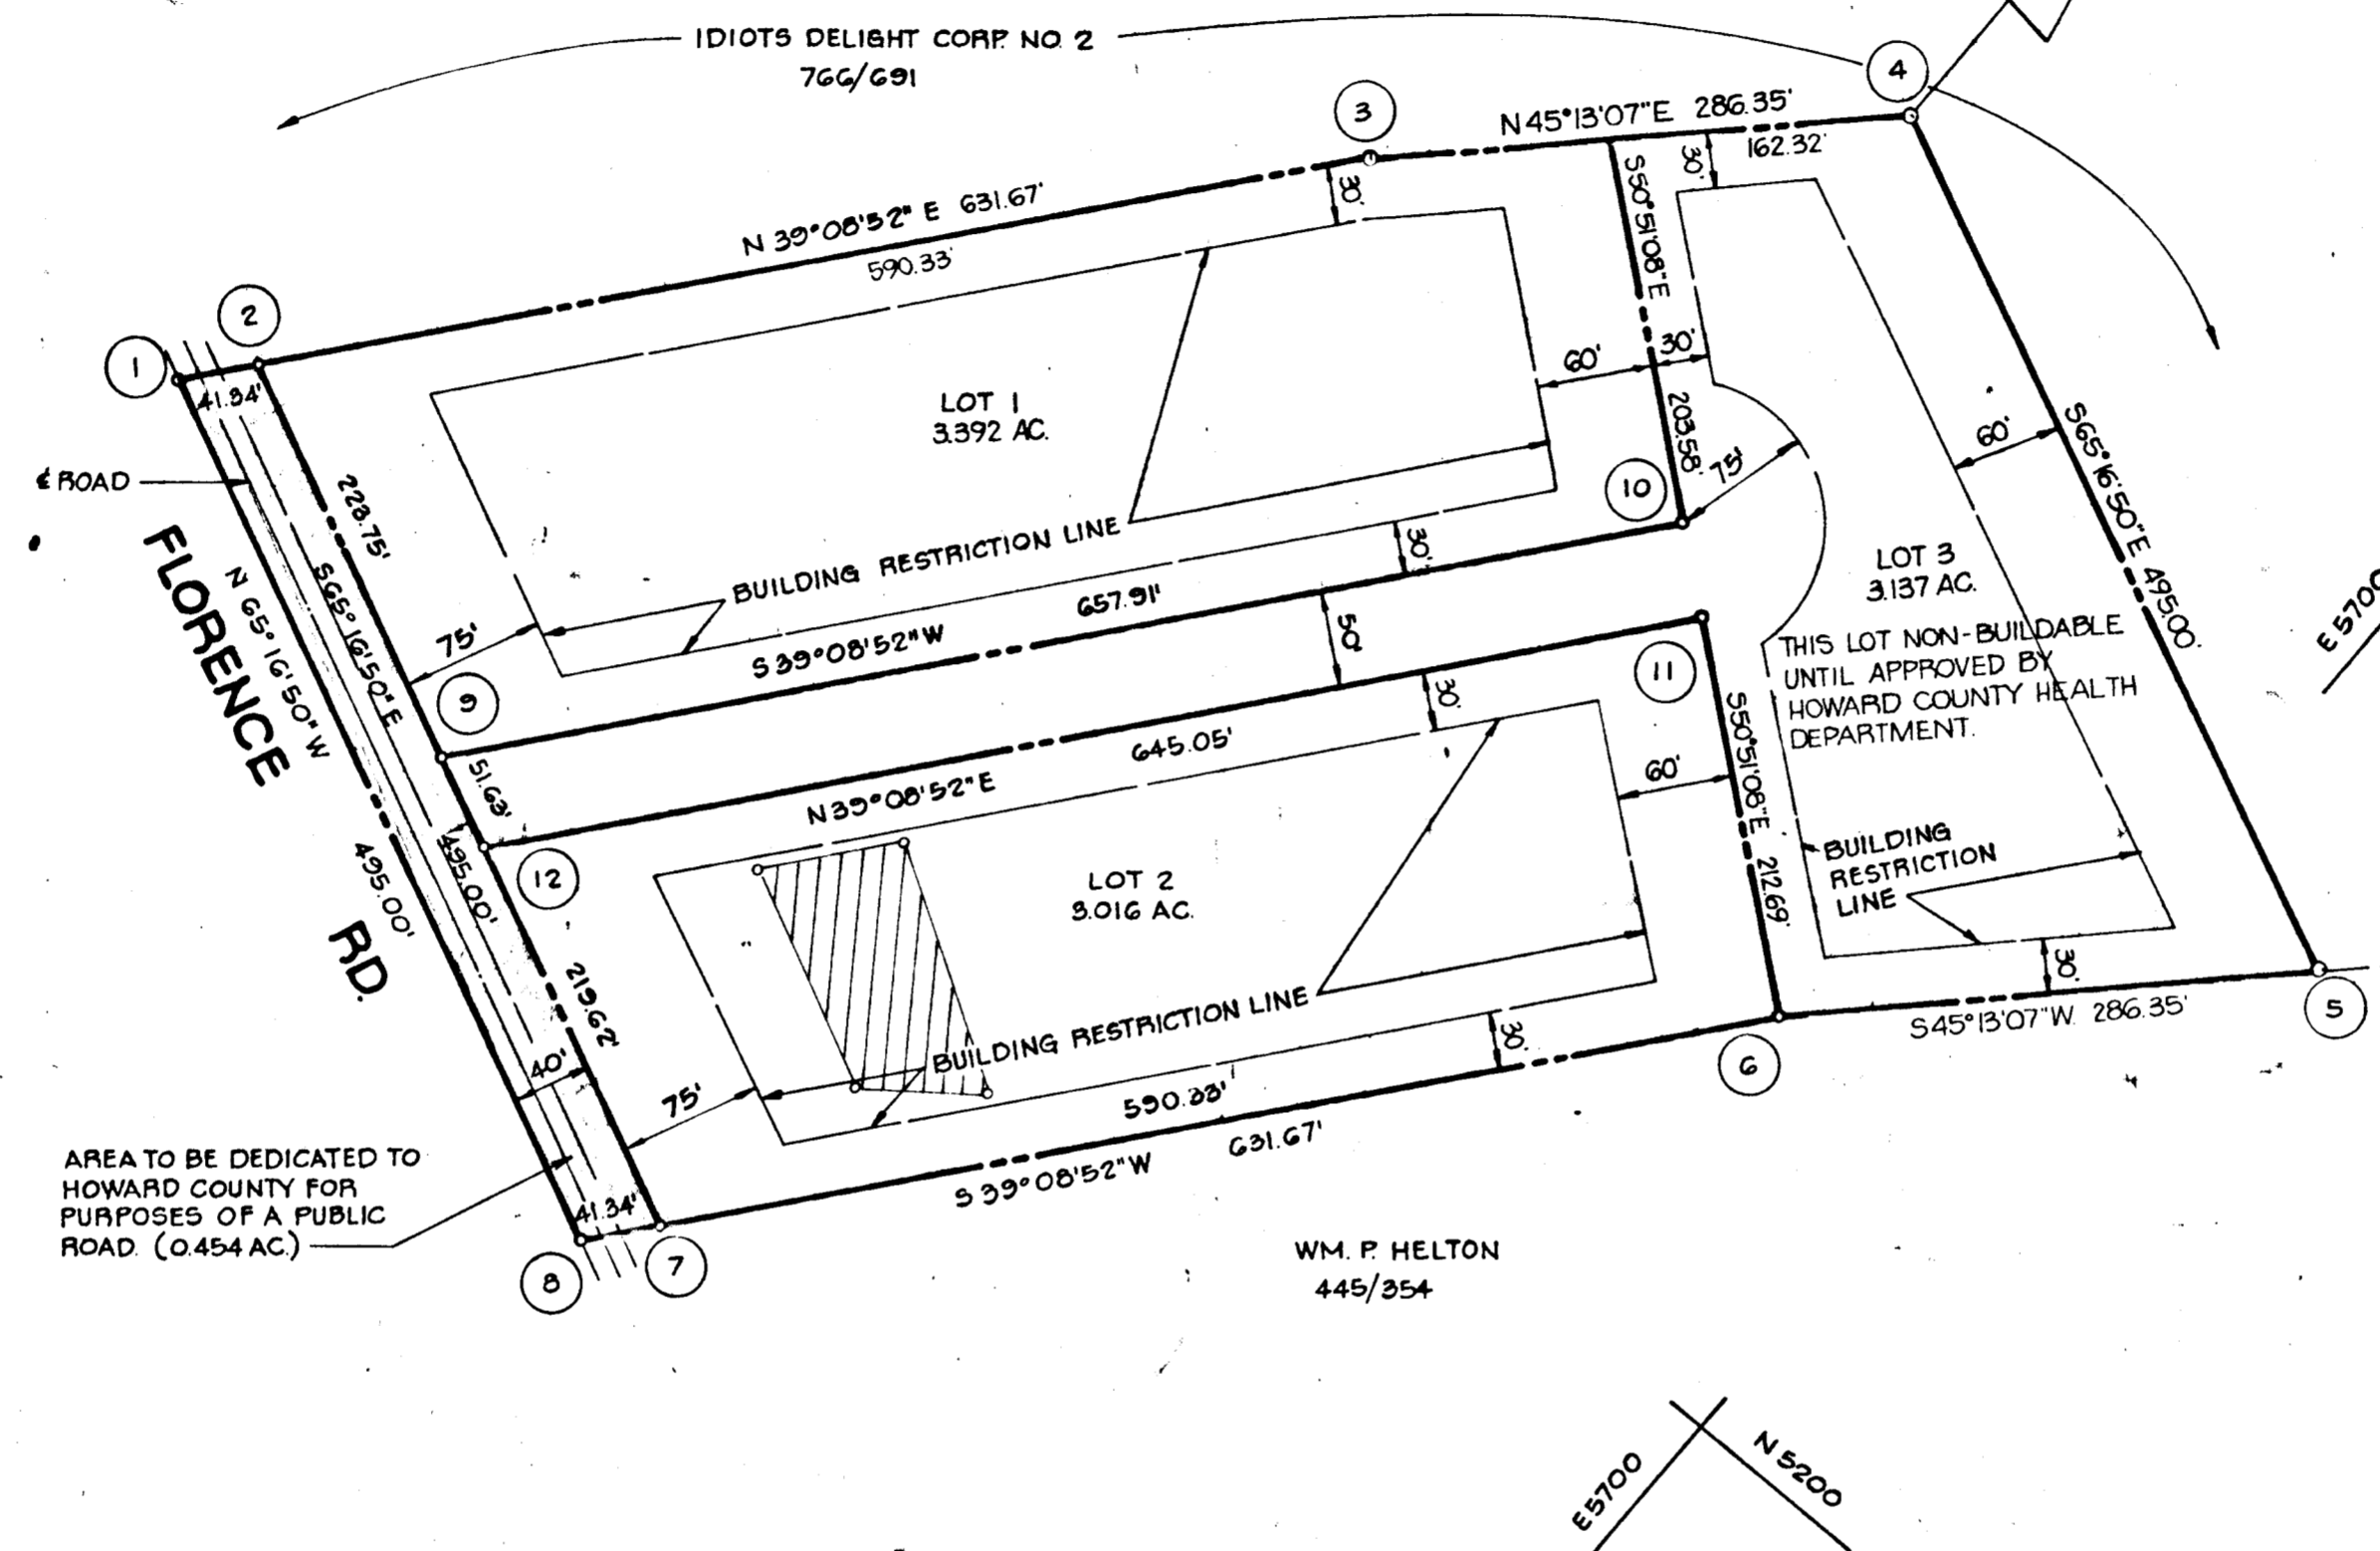 IDIOTS DELIGHT CORP. NO. 2
766/691
4
3
N45°13'07"E 286.35'
162.32'
30'
30'
N 39°08'52" E 631.67'
590.33'
S50°51'08"E
203.58'
2
1
41.34'
℄ ROAD
FLORENCE
RD.
N 65° 16' 50" W
495.00'
S65°16'50"E
495.00'
228.75'
LOT 1
3.392 AC.
60'
30'
75'
10
60'
S65°16'50"E 495.00'
BUILDING RESTRICTION LINE
30'
75'
657.91'
S 39°08'52"W
50'
9
51.63'
LOT 3
3.137 AC.
THIS LOT NON-BUILDABLE
UNTIL APPROVED BY
HOWARD COUNTY HEALTH
DEPARTMENT.
E 5700
11
30'
645.05'
N39°08'52"E
60'
S50°51'08"E 212.69'
12
LOT 2
3.016 AC.
BUILDING
RESTRICTION
LINE
219.62'
BUILDING RESTRICTION LINE
30'
30'
S45°13'07"W. 286.35'
5
6
40'
75'
590.33'
631.67'
S 39°08'52"W
AREA TO BE DEDICATED TO
HOWARD COUNTY FOR
PURPOSES OF A PUBLIC
ROAD. (0.454 AC.)
41.34'
8
7
WM. P. HELTON
445/354
E5700
N 5200